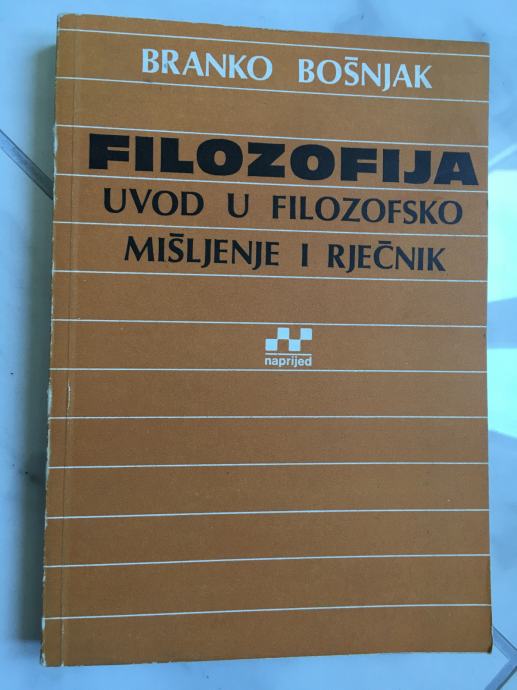 BRANKO BOŠNJAK
FILOZOFIJA
UVOD U FILOZOFSKO
MIŠLJENJE I RJEČNIK
naprijed